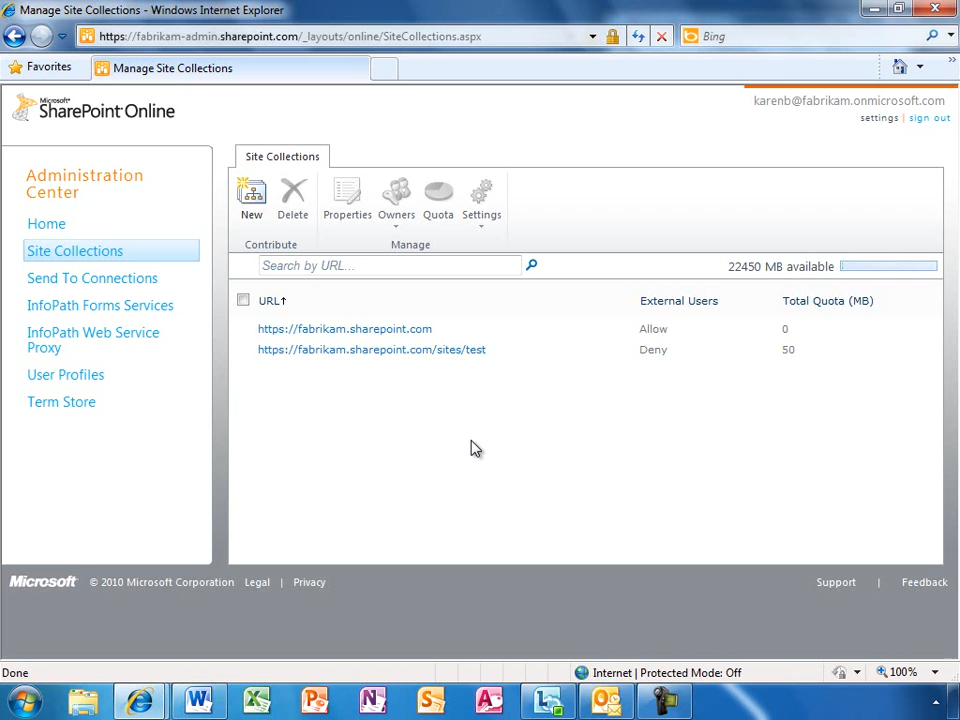 Manage Site Collections - Windows Internet Explorer
https://fabrikam-admin.sharepoint.com/_layouts/online/SiteCollections.aspx
Bing
Favorites
Manage Site Collections
»
Microsoft®
SharePoint Online
karenb@fabrikam.onmicrosoft.com
settings | sign out
Administration
Center
Home
Site Collections
Send To Connections
InfoPath Forms Services
InfoPath Web Service
Proxy
User Profiles
Term Store
Site Collections
New
Delete
Properties
Owners
Quota
Settings
Contribute
Manage
Search by URL...
22450 MB available
URL↑ External Users Total Quota (MB)
https://fabrikam.sharepoint.com Allow 0
https://fabrikam.sharepoint.com/sites/test Deny 50
Microsoft © 2010 Microsoft Corporation Legal | Privacy
Support | Feedback
Done
Internet | Protected Mode: Off
100%